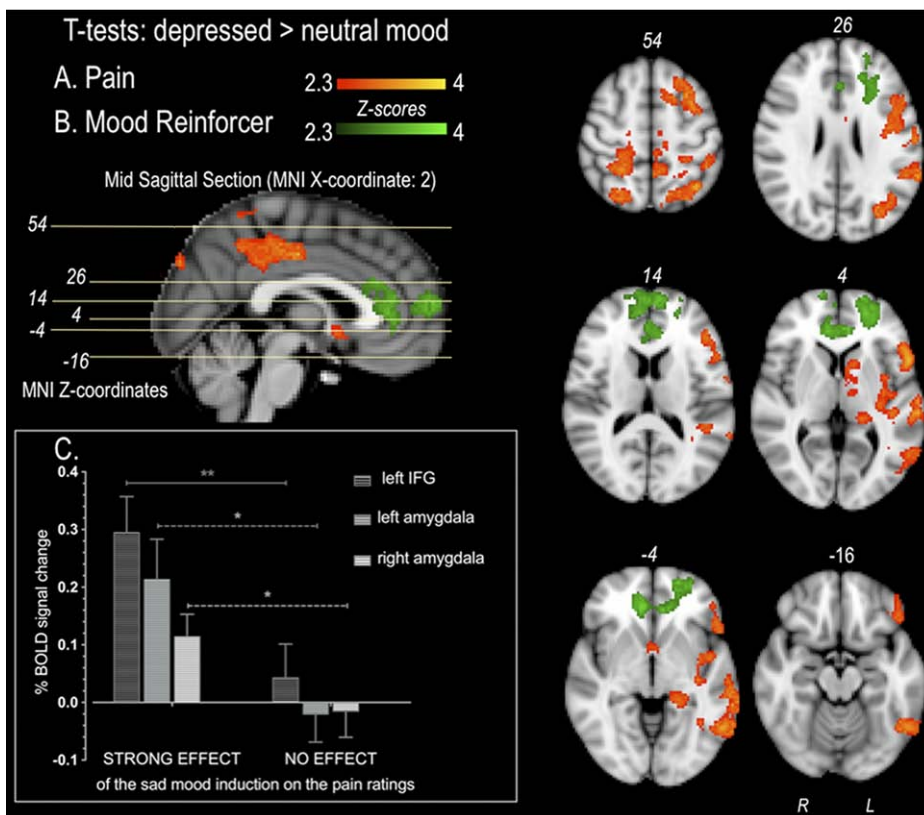 T-tests: depressed > neutral mood
A. Pain
2.3 4
Z-scores
B. Mood Reinforcer
2.3 4
Mid Sagittal Section (MNI X-coordinate: 2)
54
26
14
4
-4
-16
MNI Z-coordinates
54
26
14
4
-4
-16
R L
C.
0.4
0.3
0.2
0.1
0.0
-0.1
% BOLD signal change
**
*
*
left IFG
left amygdala
right amygdala
STRONG EFFECT NO EFFECT
of the sad mood induction on the pain ratings